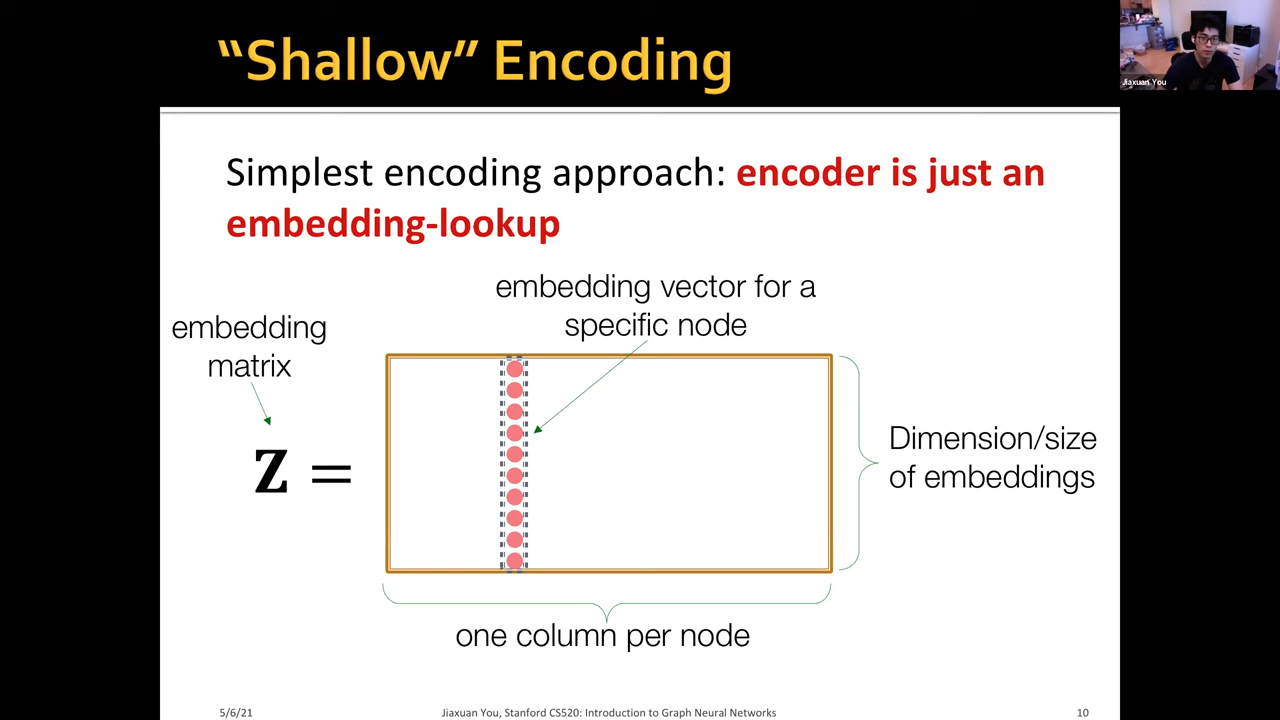 “Shallow” Encoding
Jiaxuan You
Simplest encoding approach: encoder is just an
embedding-lookup
embedding vector for a
specific node
embedding
matrix
Z =
Dimension/size
of embeddings
one column per node
5/6/21
Jiaxuan You, Stanford CS520: Introduction to Graph Neural Networks
10